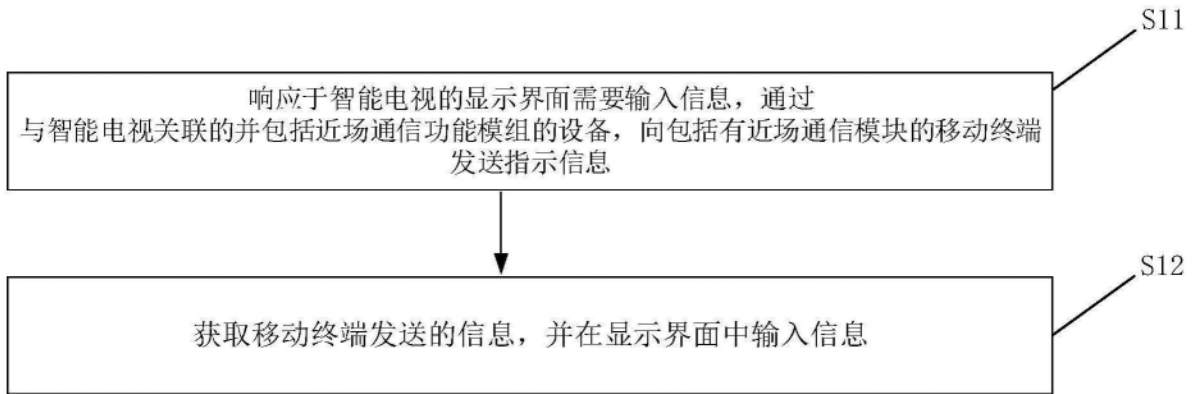 S11
响应于智能电视的显示界面需要输入信息，通过
与智能电视关联的并包括近场通信功能模组的设备，向包括有近场通信模块的移动终端
发送指示信息
S12
获取移动终端发送的信息，并在显示界面中输入信息